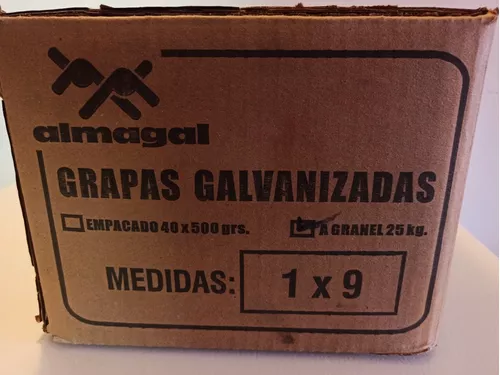 almagal
GRAPAS GALVANIZADAS
EMPACADO 40 x 500 grs. A GRANEL 25 kg.
MEDIDAS: 1 x 9